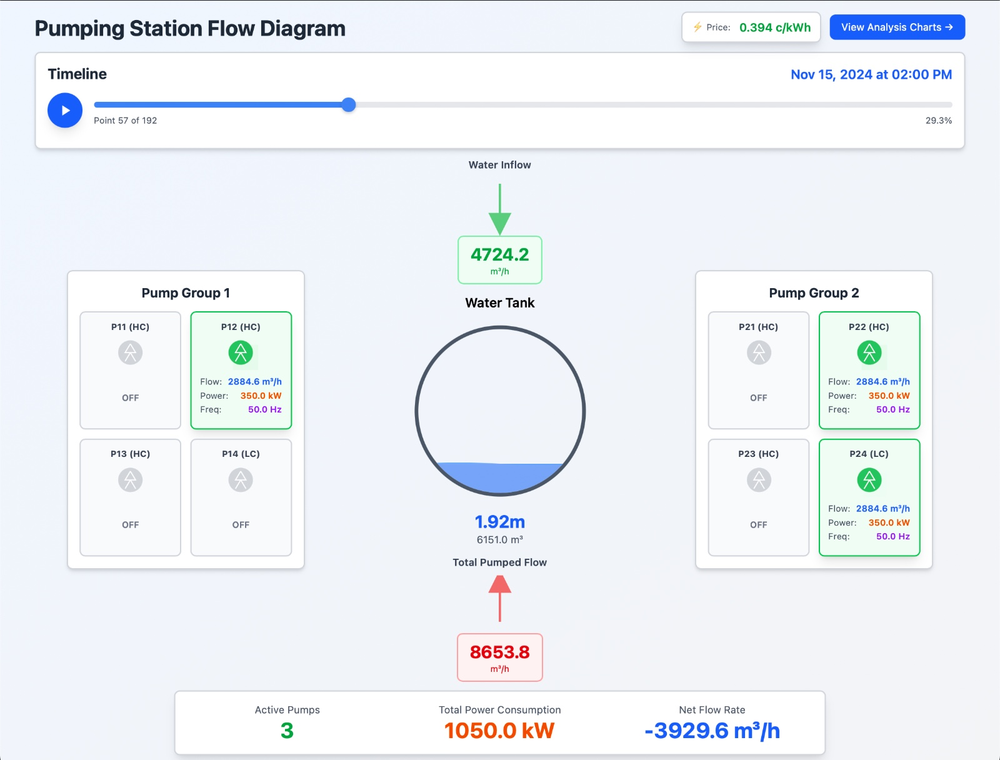 Pumping Station Flow Diagram
⚡ Price: 0.394 c/kWh
View Analysis Charts →
Timeline
Nov 15, 2024 at 02:00 PM
Point 57 of 192
29.3%
Water Inflow
4724.2
m³/h
Water Tank
1.92m
6151.0 m³
Total Pumped Flow
8653.8
m³/h
Pump Group 1
P11 (HC)
OFF
P12 (HC)
Flow: 2884.6 m³/h
Power: 350.0 kW
Freq: 50.0 Hz
P13 (HC)
OFF
P14 (LC)
OFF
Pump Group 2
P21 (HC)
OFF
P22 (HC)
Flow: 2884.6 m³/h
Power: 350.0 kW
Freq: 50.0 Hz
P23 (HC)
OFF
P24 (LC)
Flow: 2884.6 m³/h
Power: 350.0 kW
Freq: 50.0 Hz
Active Pumps
3
Total Power Consumption
1050.0 kW
Net Flow Rate
-3929.6 m³/h